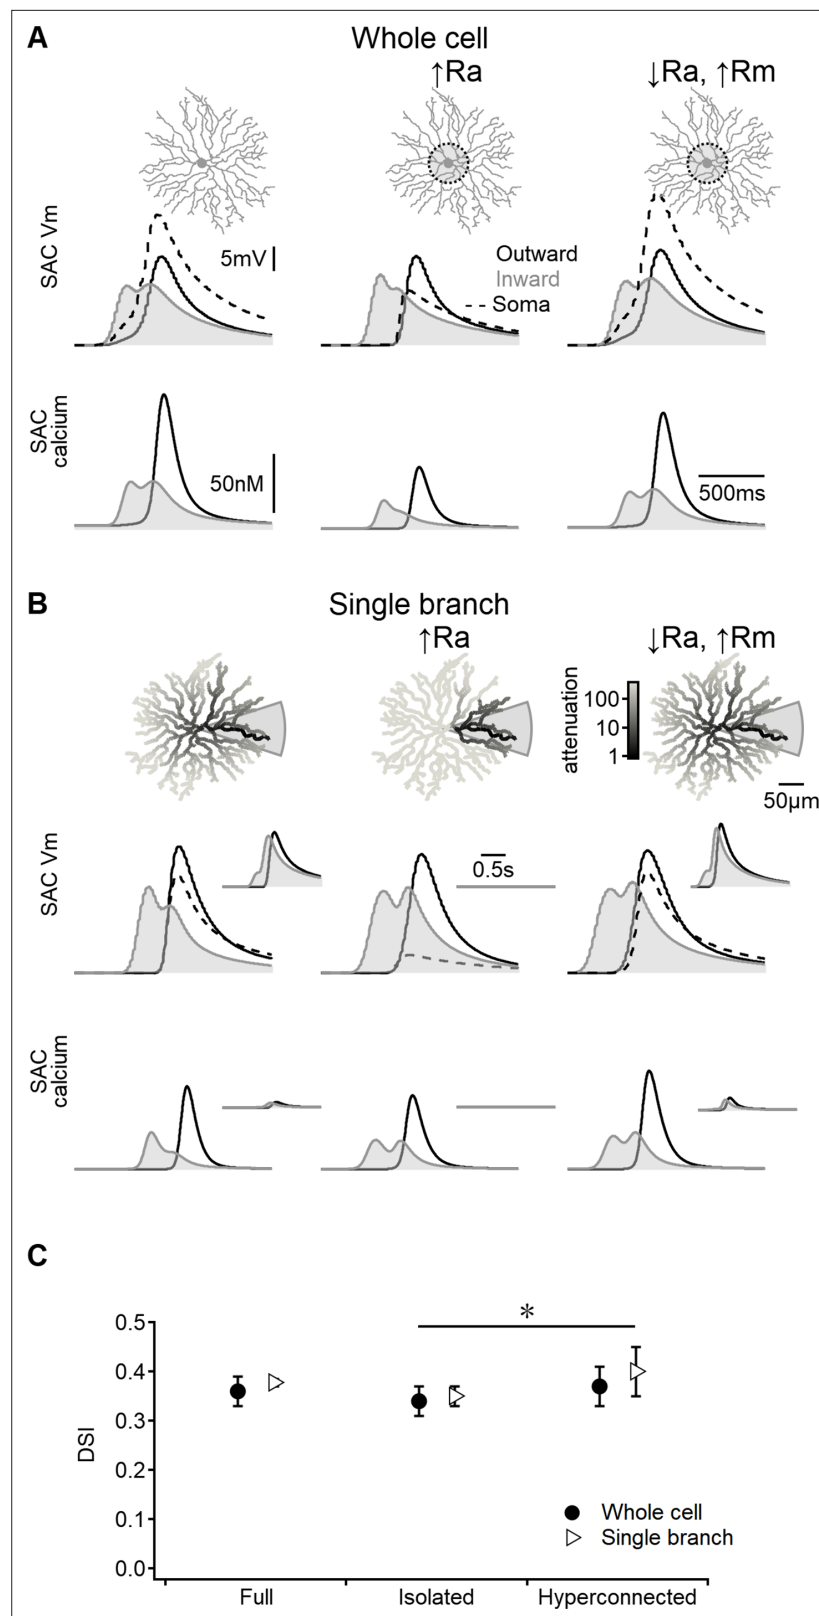 A
Whole cell
↑Ra
↓Ra, ↑Rm
SAC Vm
5mV
Outward
Inward
Soma
SAC
calcium
50nM
500ms
B
Single branch
↑Ra
↓Ra, ↑Rm
attenuation
100
10
1
50µm
SAC Vm
0.5s
SAC
calcium
C
*
0.5
0.4
0.3
0.2
0.1
0.0
DSI
Whole cell
Single branch
Full
Isolated
Hyperconnected